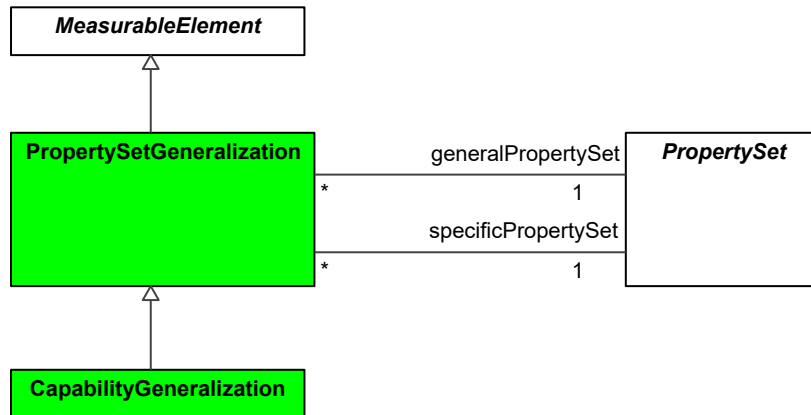 MeasurableElement
PropertySetGeneralization
generalPropertySet
PropertySet
*
1
specificPropertySet
*
1
CapabilityGeneralization